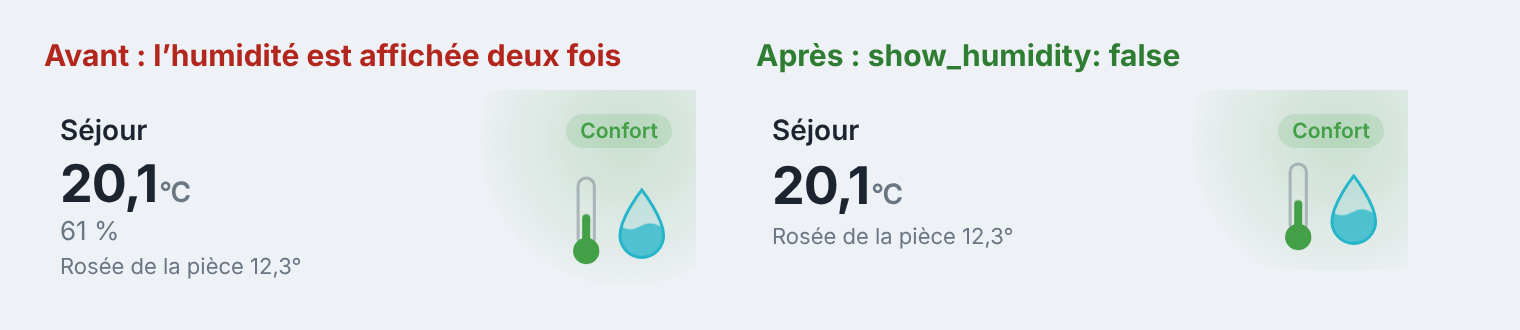 Avant : l’humidité est affichée deux fois
Séjour
Confort
20,1°C
61 %
Rosée de la pièce 12,3°
Après : show_humidity: false
Séjour
Confort
20,1°C
Rosée de la pièce 12,3°